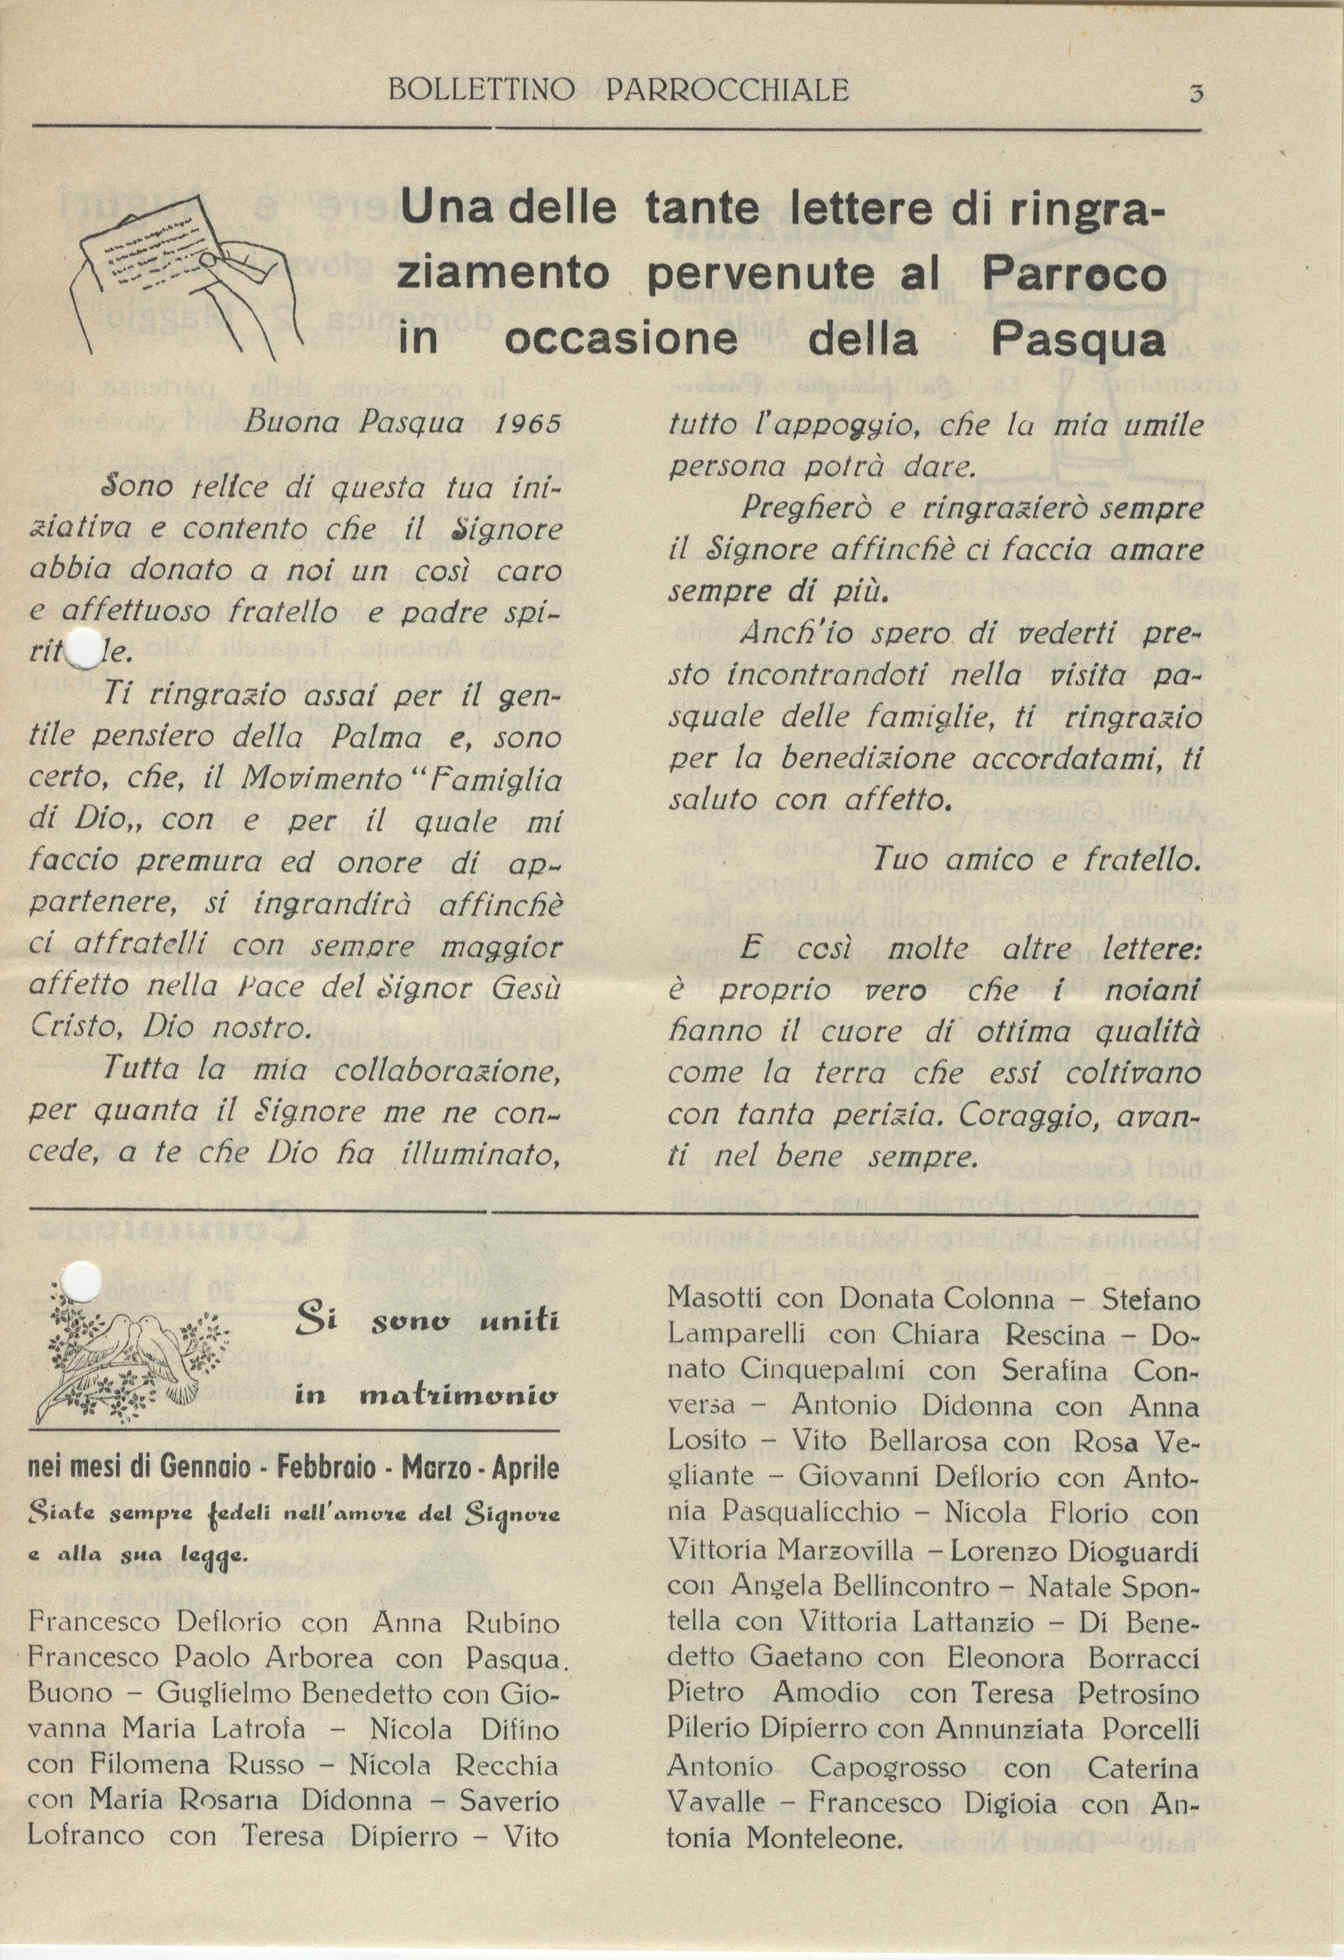 BOLLETTINO PARROCCHIALE 3
Una delle tante lettere di ringra-
ziamento pervenute al Parroco
in occasione della Pasqua
Buona Pasqua 1965
Sono felice di questa tua ini-
ziativa e contento che il Signore
abbia donato a noi un così caro
e affettuoso fratello e padre spi-
rit le.
Ti ringrazio assai per il gen-
tile pensiero della Palma e, sono
certo, che, il Movimento "Famiglia
di Dio,, con e per il quale mi
faccio premura ed onore di ap-
partenere, si ingrandirà affinchè
ci affratelli con sempre maggior
affetto nella Pace del Signor Gesù
Cristo, Dio nostro.
Tutta la mia collaborazione,
per quanta il Signore me ne con-
cede, a te che Dio ha illuminato,
tutto l'appoggio, che la mia umile
persona potrà dare.
Pregherò e ringrazierò sempre
il Signore affinchè ci faccia amare
sempre di più.
Anch'io spero di vederti pre-
sto incontrandoti nella visita pa-
squale delle famiglie, ti ringrazio
per la benedizione accordatami, ti
saluto con affetto.
Tuo amico e fratello.
E così molte altre lettere:
è proprio vero che i noiani
hanno il cuore di ottima qualità
come la terra che essi coltivano
con tanta perizia. Coraggio, avan-
ti nel bene sempre.
Si sono uniti
in matrimonio
nei mesi di Gennaio - Febbraio - Marzo - Aprile
Siate sempre fedeli nell'amore del Signore
e alla sua legge.
Francesco Deflorio con Anna Rubino
Francesco Paolo Arborea con Pasqua
Buono – Guglielmo Benedetto con Gio-
vanna Maria Latrofa – Nicola Difino
con Filomena Russo – Nicola Recchia
con Maria Rosaria Didonna – Saverio
Lofranco con Teresa Dipierro – Vito
Masotti con Donata Colonna – Stefano
Lamparelli con Chiara Rescina – Do-
nato Cinquepalmi con Serafina Con-
versa – Antonio Didonna con Anna
Losito – Vito Bellarosa con Rosa Ve-
gliante – Giovanni Deflorio con Anto-
nia Pasqualicchio – Nicola Florio con
Vittoria Marzovilla – Lorenzo Dioguardi
con Angela Bellincontro – Natale Spon-
tella con Vittoria Lattanzio – Di Bene-
detto Gaetano con Eleonora Borracci
Pietro Amodio con Teresa Petrosino
Pilerio Dipierro con Annunziata Porcelli
Antonio Capogrosso con Caterina
Vavalle – Francesco Digioia con An-
tonia Monteleone.